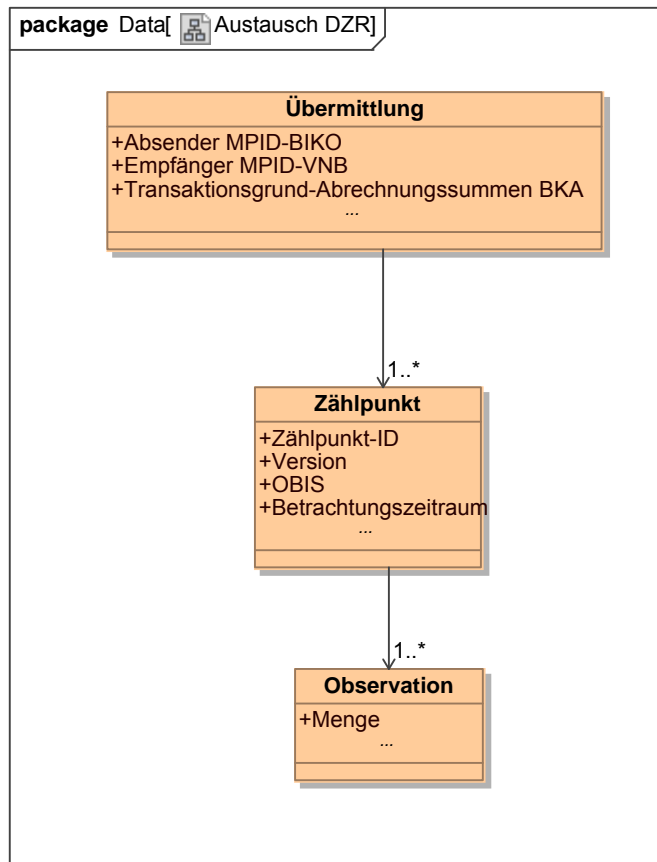 package Data[ Austausch DZR]
Übermittlung
+Absender MPID-BIKO
+Empfänger MPID-VNB
+Transaktionsgrund-Abrechnungssummen BKA
...
1..*
Zählpunkt
+Zählpunkt-ID
+Version
+OBIS
+Betrachtungszeitraum
...
1..*
Observation
+Menge
...